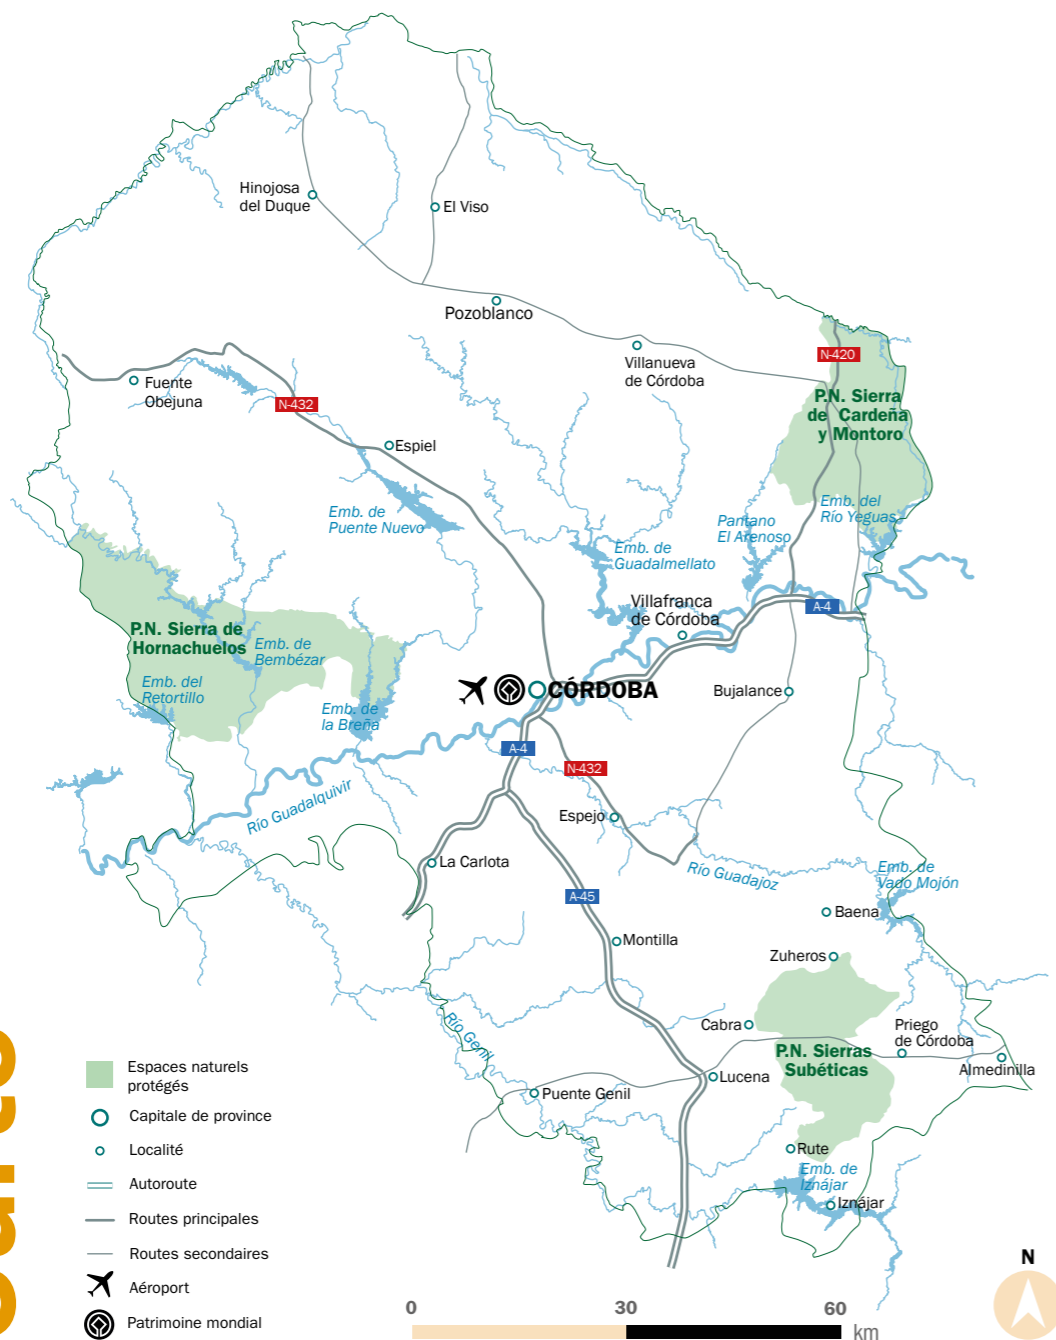 Hinojosa
del Duque
El Viso
Pozoblanco
Villanueva
de Córdoba
N-420
Fuente
Obejuna
N-432
P.N. Sierra
de Cardeña
y Montoro
Espiel
Emb. de
Puente Nuevo
Emb. del
Río Yeguas
Pantano
El Arenoso
Emb. de
Guadalmellato
Villafranca
de Córdoba
A-4
P.N. Sierra de
Hornachuelos
Emb. de
Bembézar
Emb. del
Retortillo
Emb. de
la Breña
CÓRDOBA
Bujalance
A-4
N-432
Río Guadalquivir
Espejo
La Carlota
Río Guadajoz
Emb. de
Vado Mojón
A-45
Baena
Montilla
Zuheros
Río Genil
Cabra
Priego
de Córdoba
P.N. Sierras
Subéticas
Almedinilla
Lucena
Puente Genil
Rute
Emb. de
Iznájar
Iznájar
Espaces naturels
protégés
Capitale de province
Localité
Autoroute
Routes principales
Routes secondaires
Aéroport
Patrimoine mondial
0 30 60
km
N